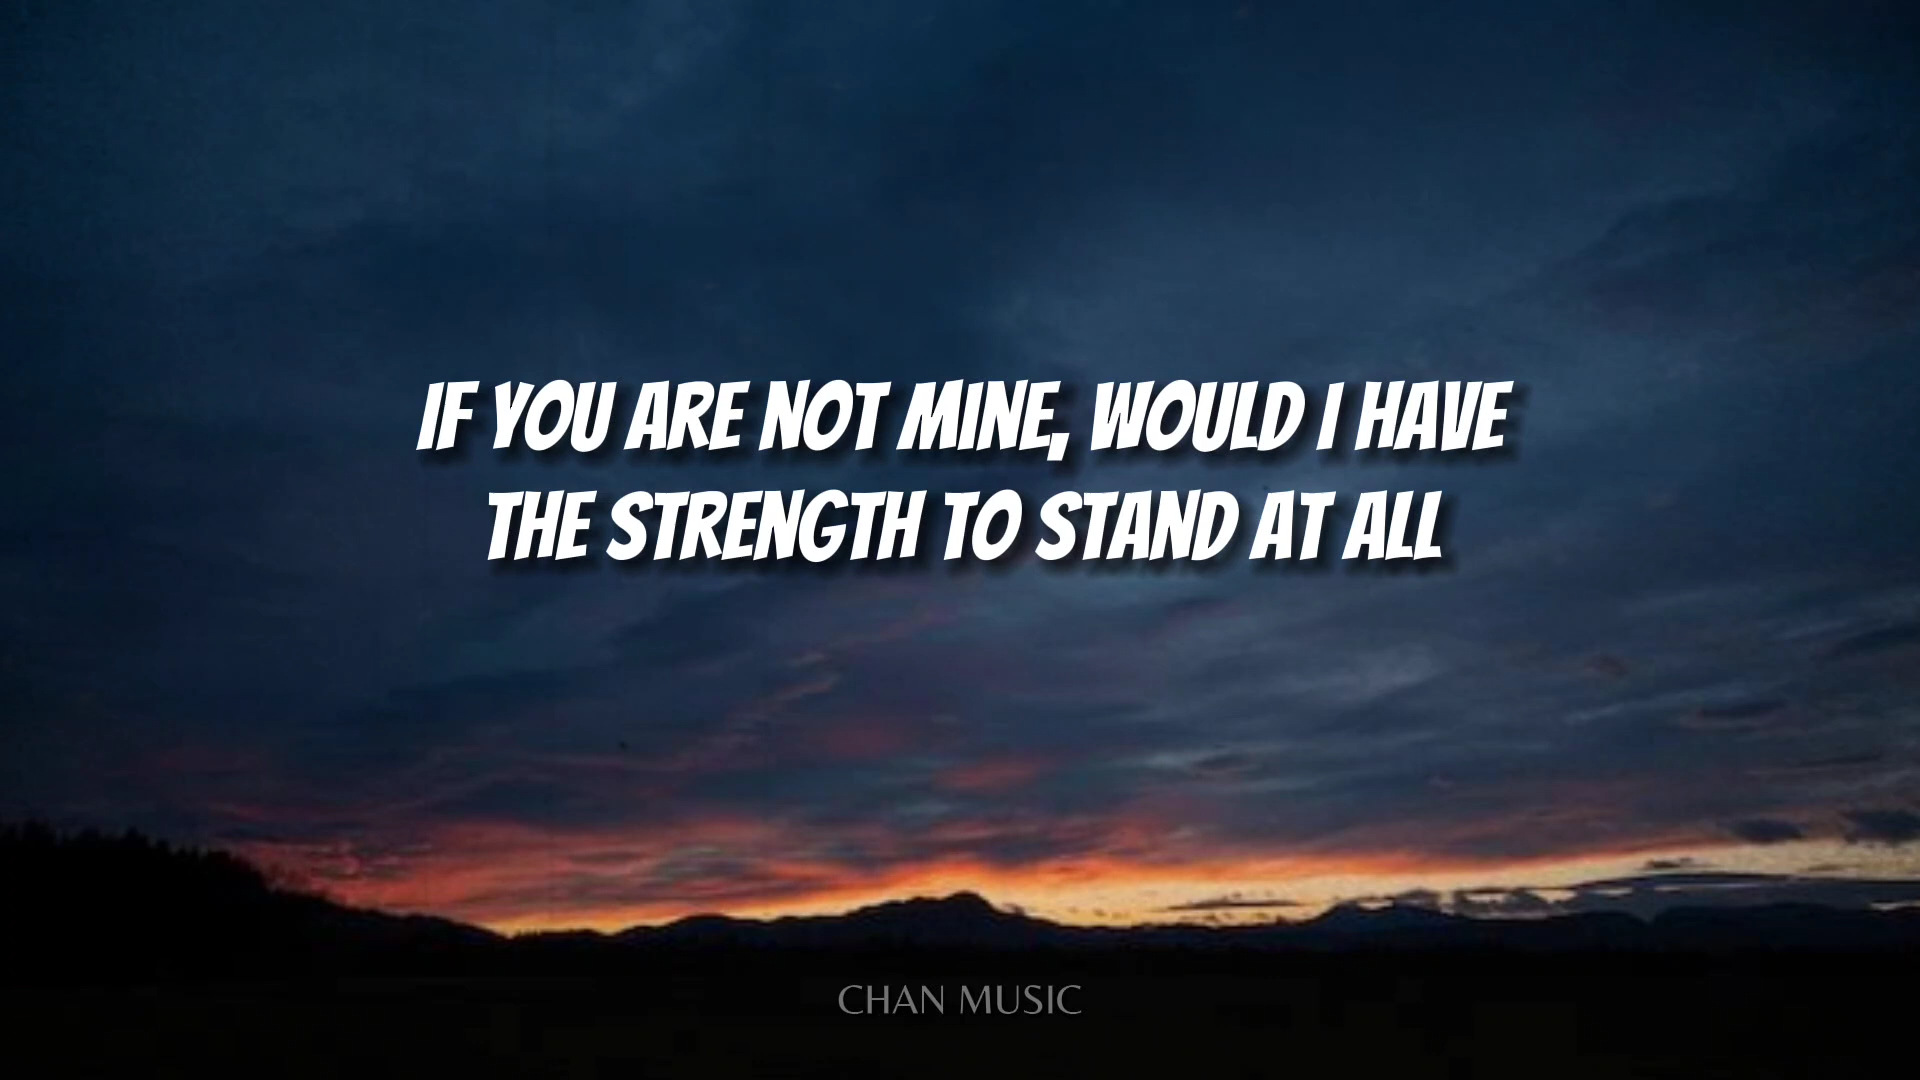 IF YOU ARE NOT MINE, WOULD I HAVE
THE STRENGTH TO STAND AT ALL
CHAN MUSIC